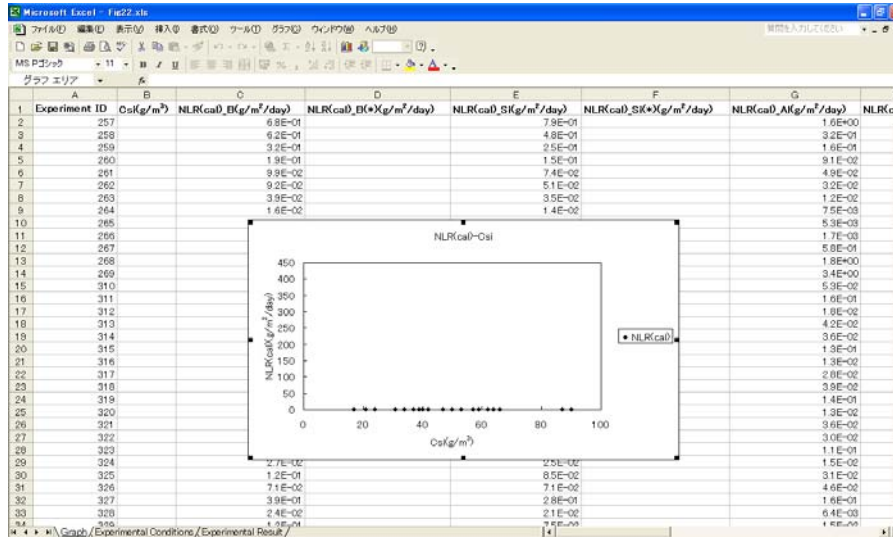 Microsoft Excel - Fig22.xls
ファイル(F) 編集(E) 表示(V) 挿入(I) 書式(O) ツール(T) グラフ(C) ウィンドウ(W) ヘルプ(H) 質問を入力してください
MS Pゴシック 11 B I U
グラフ エリア fx
A B C D E F G
1 Experiment ID Csi(g/m³) NLR(cal)_B(g/m²/day) NLR(cal)_B(*)(g/m²/day) NLR(cal)_Si(g/m²/day) NLR(cal)_Si(*)(g/m²/day) NLR(cal)_Al(g/m²/day) NLR(c
2 257 6.8E-01 7.9E-01 1.6E+00
3 258 6.2E-01 4.8E-01 3.2E-01
4 259 3.2E-01 2.5E-01 1.6E-01
5 260 1.9E-01 1.5E-01 9.1E-02
6 261 9.9E-02 7.4E-02 4.9E-02
7 262 9.2E-02 5.1E-02 3.2E-02
8 263 3.9E-02 3.5E-02 1.2E-02
9 264 1.6E-02 1.4E-02 7.5E-03
10 265 5.3E-03
11 266 1.7E-03
12 267 5.8E-01
13 268 1.8E+00
14 269 3.4E+00
15 310 5.3E-02
16 311 1.6E-01
17 312 1.8E-02
18 313 4.2E-02
19 314 3.6E-02
20 315 1.3E-01
21 316 1.3E-02
22 317 2.8E-02
23 318 3.9E-02
24 319 1.4E-01
25 320 1.3E-02
26 321 3.6E-02
27 322 3.0E-02
28 323 1.1E-01
29 324 2.7E-02 2.5E-02 1.5E-02
30 325 1.2E-01 8.5E-02 3.1E-02
31 326 7.1E-02 7.1E-02 4.6E-02
32 327 3.9E-01 2.8E-01 1.6E-01
33 328 2.4E-02 2.1E-02 6.4E-03
34 329 1.2E-01 7.5E-02 1.5E-02
NLR(cal)-Csi
NLR(cal)(g/m²/day)
450
400
350
300
250
200
150
100
50
0
0 20 40 60 80 100
Csi(g/m³)
NLR(cal)
Graph / Experimental Conditions / Experimental Result /